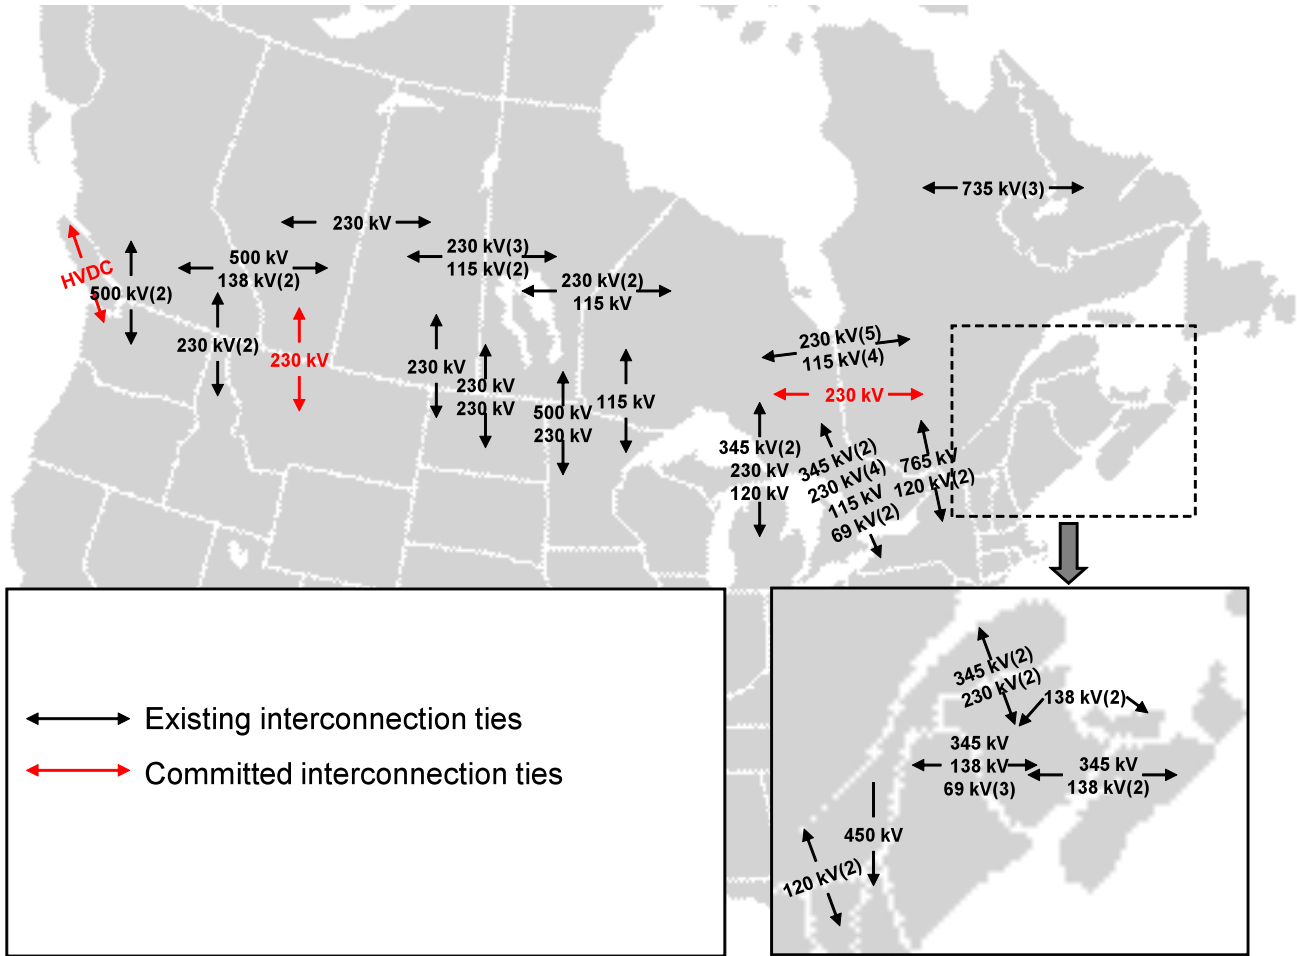 735 kV(3)
230 kV
230 kV(3)
115 kV(2)
500 kV
138 kV(2)
HVDC
500 kV(2)
230 kV(2)
115 kV
230 kV(2)
230 kV
230 kV
230 kV
230 kV
500 kV
230 kV
115 kV
230 kV(5)
115 kV(4)
230 kV
345 kV(2)
230 kV
120 kV
345 kV(2)
230 kV(4)
115 kV
69 kV(2)
765 kV
120 kV(2)
Existing interconnection ties
Committed interconnection ties
345 kV(2)
230 kV(2)
138 kV(2)
345 kV
138 kV
69 kV(3)
345 kV
138 kV(2)
450 kV
120 kV(2)